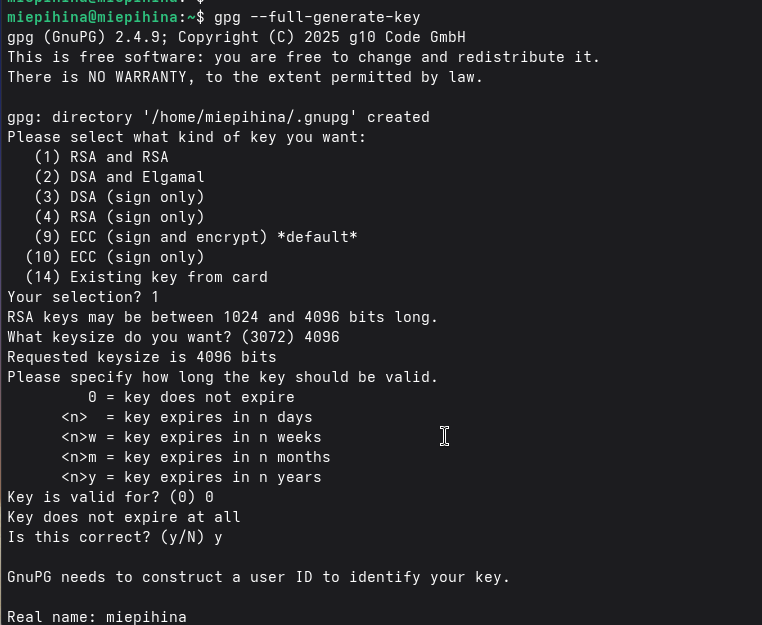 miepihina@miepihina:~$ gpg --full-generate-key
gpg (GnuPG) 2.4.9; Copyright (C) 2025 g10 Code GmbH
This is free software: you are free to change and redistribute it.
There is NO WARRANTY, to the extent permitted by law.

gpg: directory '/home/miepihina/.gnupg' created
Please select what kind of key you want:
   (1) RSA and RSA
   (2) DSA and Elgamal
   (3) DSA (sign only)
   (4) RSA (sign only)
   (9) ECC (sign and encrypt) *default*
  (10) ECC (sign only)
  (14) Existing key from card
Your selection? 1
RSA keys may be between 1024 and 4096 bits long.
What keysize do you want? (3072) 4096
Requested keysize is 4096 bits
Please specify how long the key should be valid.
         0 = key does not expire
      <n>  = key expires in n days
      <n>w = key expires in n weeks
      <n>m = key expires in n months
      <n>y = key expires in n years
Key is valid for? (0) 0
Key does not expire at all
Is this correct? (y/N) y

GnuPG needs to construct a user ID to identify your key.

Real name: miepihina